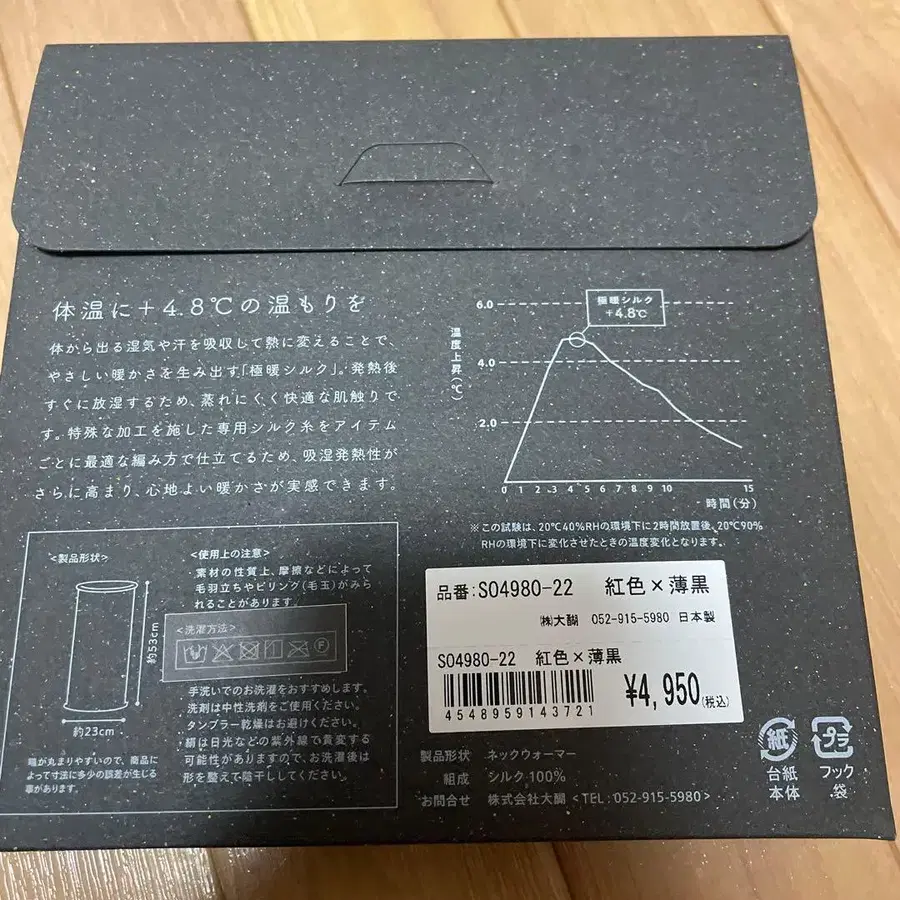 体温に+4.8℃の温もりを
体から出る湿気や汗を吸収して熱に変えることで、
やさしい暖かさを生み出す「極暖シルク」。発熱後
すぐに放湿するため、蒸れにくく快適な肌触りで
す。特殊な加工を施した専用シルク糸をアイテム
ごとに最適な編み方で仕立てるため、吸湿発熱性が
さらに高まり、心地よい暖かさが実感できます。
温度上昇(℃)
6.0
4.0
2.0
極暖シルク
+4.8℃
0 1 2 3 4 5 6 7 8 9 10 15
時間(分)
※この試験は、20℃40%RHの環境下に2時間放置後、20℃90%
RHの環境下に変化させたときの温度変化となります。
<製品形状>
約53cm
約23cm
端が丸まりやすいので、商品に
よって寸法に多少の誤差が生じる
事があります。
<使用上の注意>
素材の性質上、摩擦などによって
毛羽立ちやピリング(毛玉)がみら
れることがあります。
<洗濯方法>
F
手洗いでのお洗濯をおすすめします。
洗剤は中性洗剤をご使用ください。
タンブラー乾燥はお避けください。
絹は日光などの紫外線で黄変する
可能性がありますので、お洗濯後は
形を整えて陰干ししてください。
品番:SO4980-22 紅色×薄黒
㈱大醐 052-915-5980 日本製
SO4980-22 紅色×薄黒
4548959143721
¥4,950(税込)
製品形状 ネックウォーマー
組成 シルク100%
お問合せ 株式会社大醐 <TEL:052-915-5980>
紙
台紙
本体
プラ
フック
袋